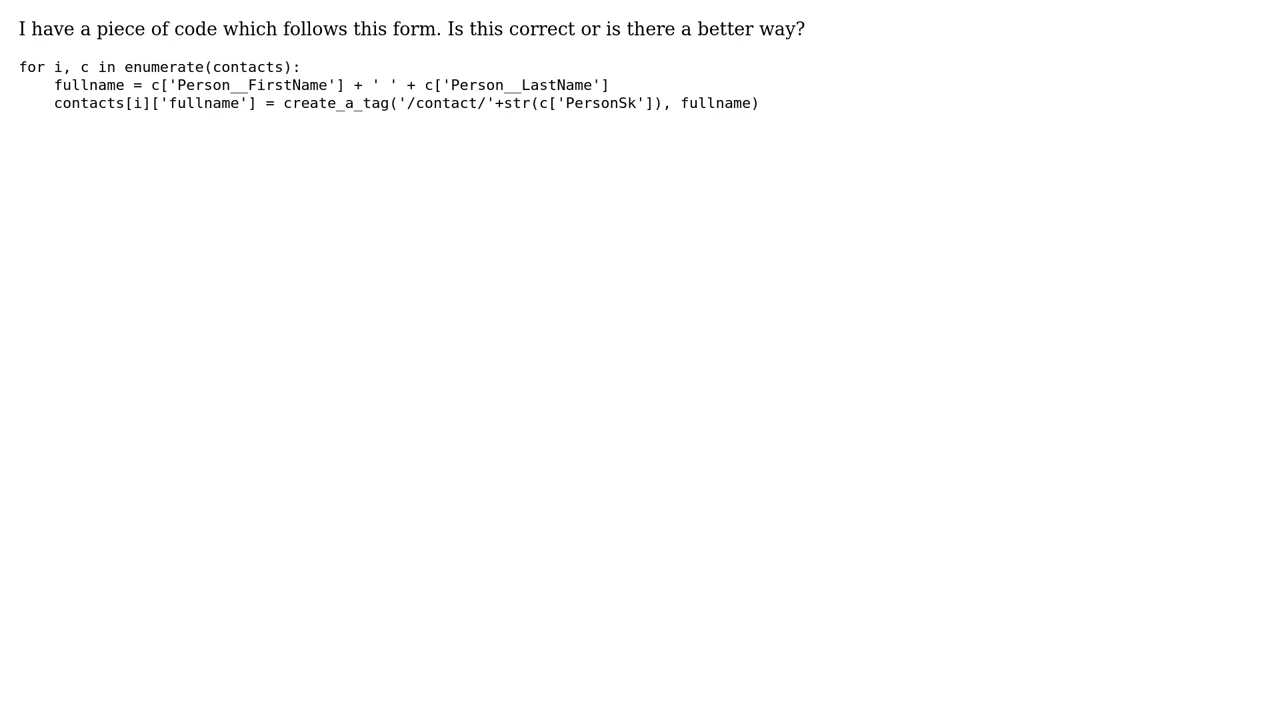 I have a piece of code which follows this form. Is this correct or is there a better way?
for i, c in enumerate(contacts):
    fullname = c['Person__FirstName'] + ' ' + c['Person__LastName']
    contacts[i]['fullname'] = create_a_tag('/contact/'+str(c['PersonSk']), fullname)